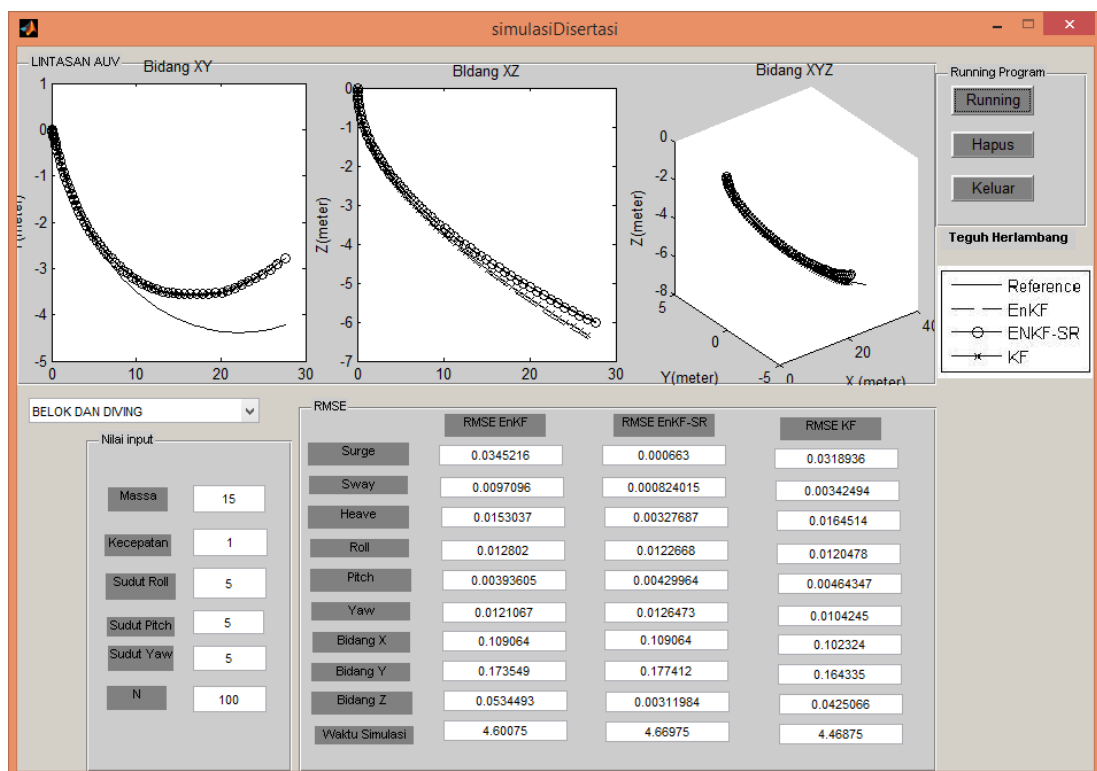 simulasiDisertasi
LINTASAN AUV
Bidang XY
1
0
-1
-2
-3
-4
-5
0 10 20 30
BIdang XZ
Z(meter)
0
-1
-2
-3
-4
-5
-6
-7
0 10 20 30
Bidang XYZ
Z(meter)
0
-2
-4
-6
-8
5
0
-5
Y(meter)
0
20
40
X (meter)
Running Program
Running
Hapus
Keluar
Teguh Herlambang
Reference
EnKF
ENKF-SR
KF
BELOK DAN DIVING
Nilai input
Massa 15
Kecepatan 1
Sudut Roll 5
Sudut Pitch 5
Sudut Yaw 5
N 100
RMSE
RMSE EnKF RMSE EnKF-SR RMSE KF
Surge 0.0345216 0.000663 0.0318936
Sway 0.0097096 0.000824015 0.00342494
Heave 0.0153037 0.00327687 0.0164514
Roll 0.012802 0.0122668 0.0120478
Pitch 0.00393605 0.00429964 0.00464347
Yaw 0.0121067 0.0126473 0.0104245
Bidang X 0.109064 0.109064 0.102324
Bidang Y 0.173549 0.177412 0.164335
Bidang Z 0.0534493 0.00311984 0.0425066
Waktu Simulasi 4.60075 4.66975 4.46875